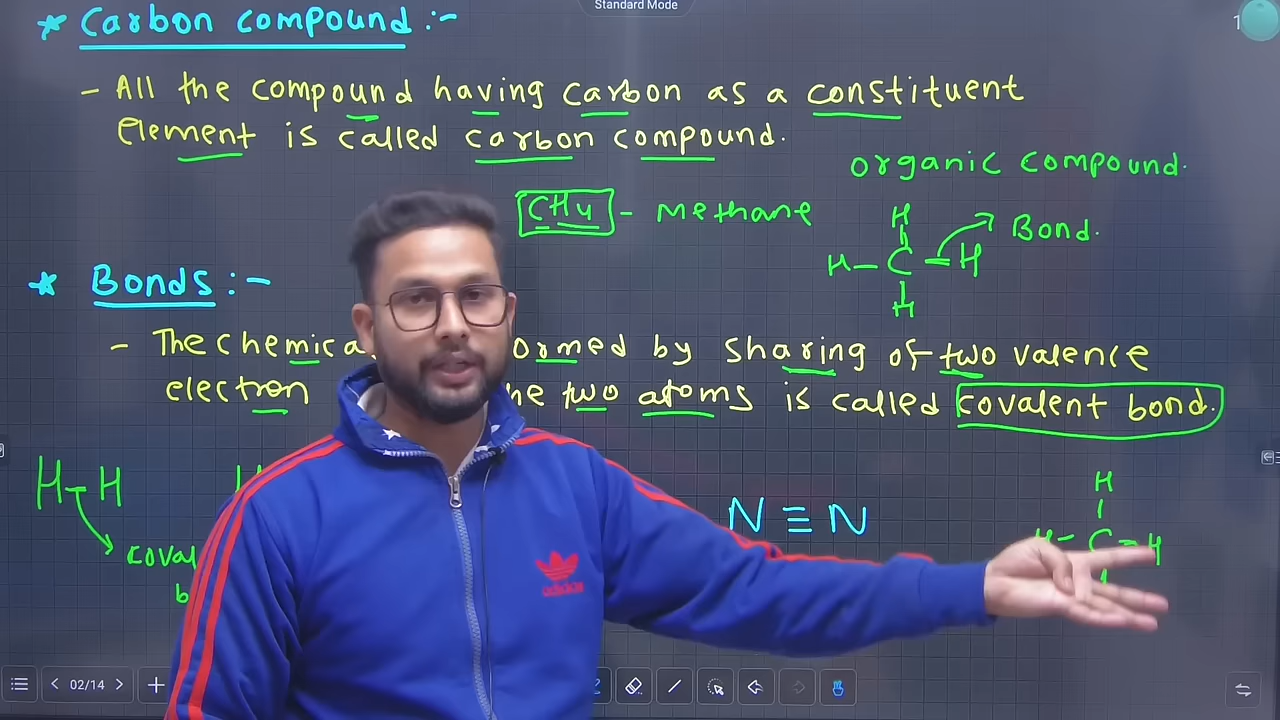 Standard Mode
1
* Carbon compound :-
- All the compound having carbon as a constituent
element is called carbon compound.
organic compound.
CH4 - Methane
H
H - C - H Bond.
H
* Bonds :-
- The chemica ormed by sharing of two valence
electron he two atoms is called covalent bond.
H - H
H
N ≡ N
H
H - C - H
coval
b
adidas
02/14